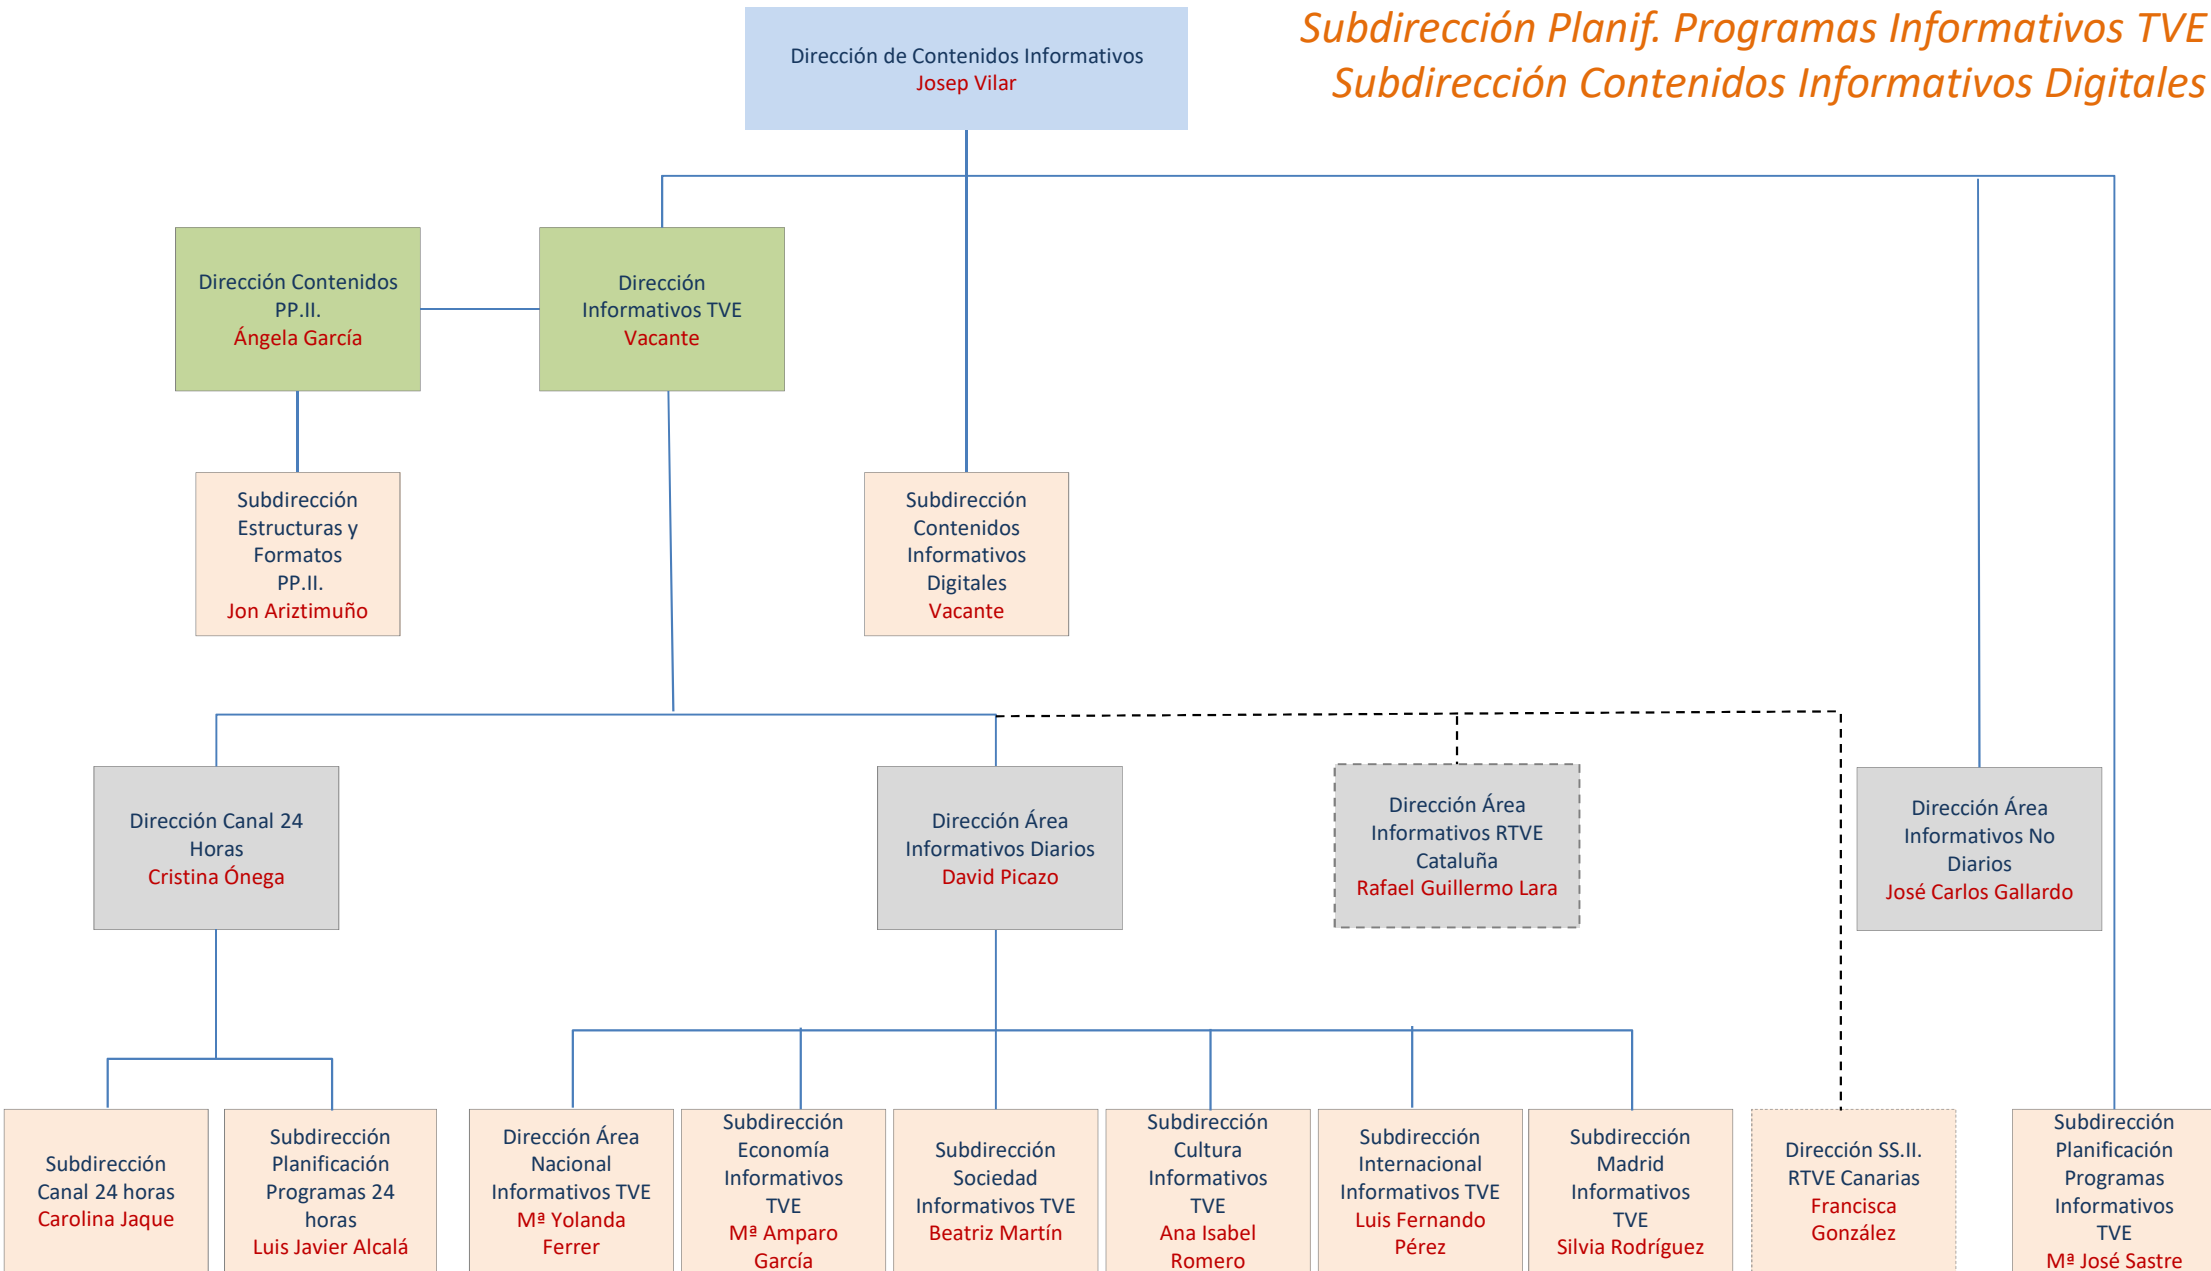 Subdirección Planif. Programas Informativos TVE
Subdirección Contenidos Informativos Digitales
Dirección de Contenidos Informativos
Josep Vilar
Dirección Contenidos
PP.II.
Ángela García
Dirección
Informativos TVE
Vacante
Subdirección
Estructuras y
Formatos
PP.II.
Jon Ariztimuño
Subdirección
Contenidos
Informativos
Digitales
Vacante
Dirección Canal 24
Horas
Cristina Ónega
Dirección Área
Informativos Diarios
David Picazo
Dirección Área
Informativos RTVE
Cataluña
Rafael Guillermo Lara
Dirección Área
Informativos No
Diarios
José Carlos Gallardo
Subdirección
Canal 24 horas
Carolina Jaque
Subdirección
Planificación
Programas 24
horas
Luis Javier Alcalá
Dirección Área
Nacional
Informativos TVE
Mª Yolanda
Ferrer
Subdirección
Economía
Informativos
TVE
Mª Amparo
García
Subdirección
Sociedad
Informativos TVE
Beatriz Martín
Subdirección
Cultura
Informativos
TVE
Ana Isabel
Romero
Subdirección
Internacional
Informativos TVE
Luis Fernando
Pérez
Subdirección
Madrid
Informativos
TVE
Silvia Rodríguez
Dirección SS.II.
RTVE Canarias
Francisca
González
Subdirección
Planificación
Programas
Informativos
TVE
Mª José Sastre